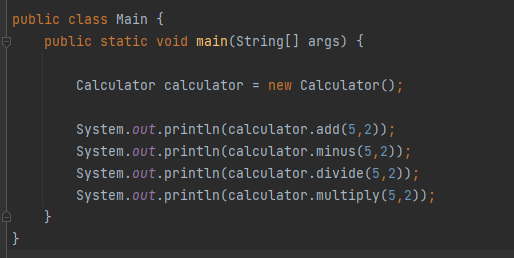 public class Main {
public static void main(String[] args) {
Calculator calculator = new Calculator();
System.out.println(calculator.add(5,2));
System.out.println(calculator.minus(5,2));
System.out.println(calculator.divide(5,2));
System.out.println(calculator.multiply(5,2));
}
}